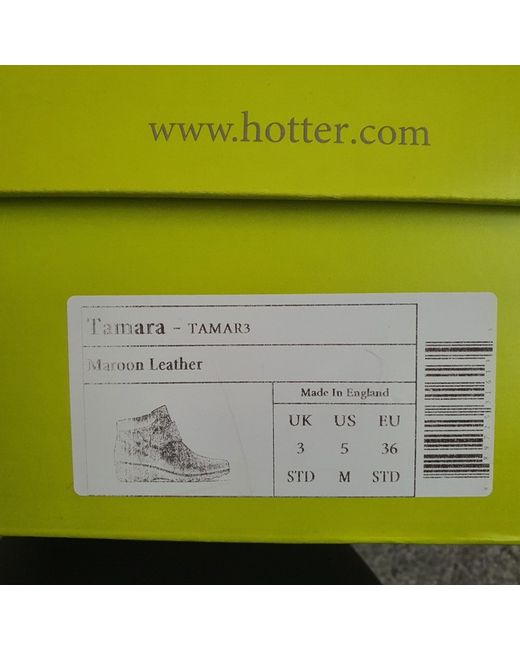 www.hotter.com
Tamara - TAMAR3
Maroon Leather
Made In England
UK US EU
3 5 36
STD M STD